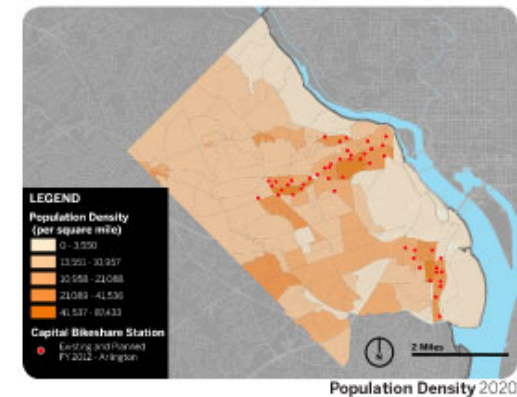 LEGEND
Population Density
(per square mile)
0 - 3,550
13,551 - 10,957
10,958 - 21,088
21,089 - 41,536
41,537 - 87,433
Capital Bikeshare Station
Existing and Planned
FY 2012 - Arlington
N
2 Miles
Population Density 2020